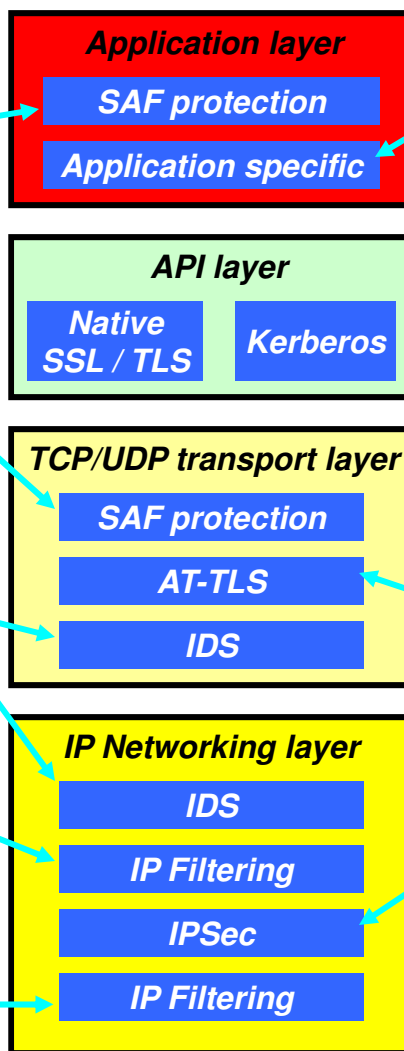 Application layer
SAF protection
Application specific
API layer
Native
SSL / TLS
Kerberos
TCP/UDP transport layer
SAF protection
AT-TLS
IDS
IP Networking layer
IDS
IP Filtering
IPSec
IP Filtering